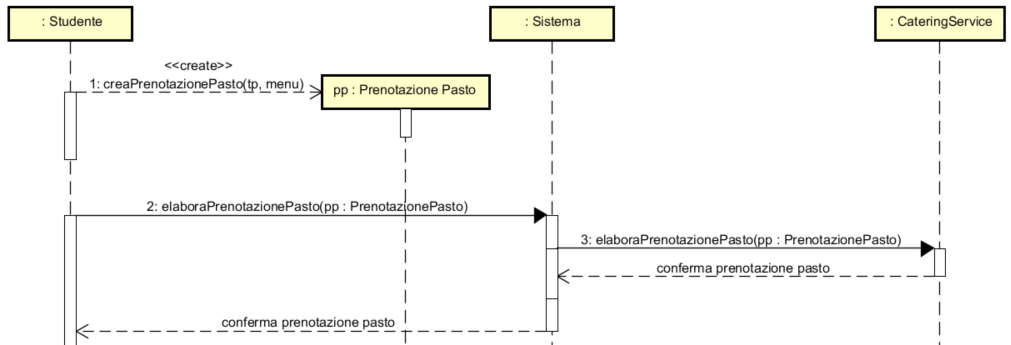 : Studente
: Sistema
: CateringService
<<create>>
1: creaPrenotazionePasto(tp, menu)
pp : Prenotazione Pasto
2: elaboraPrenotazionePasto(pp : PrenotazionePasto)
3: elaboraPrenotazionePasto(pp : PrenotazionePasto)
conferma prenotazione pasto
conferma prenotazione pasto